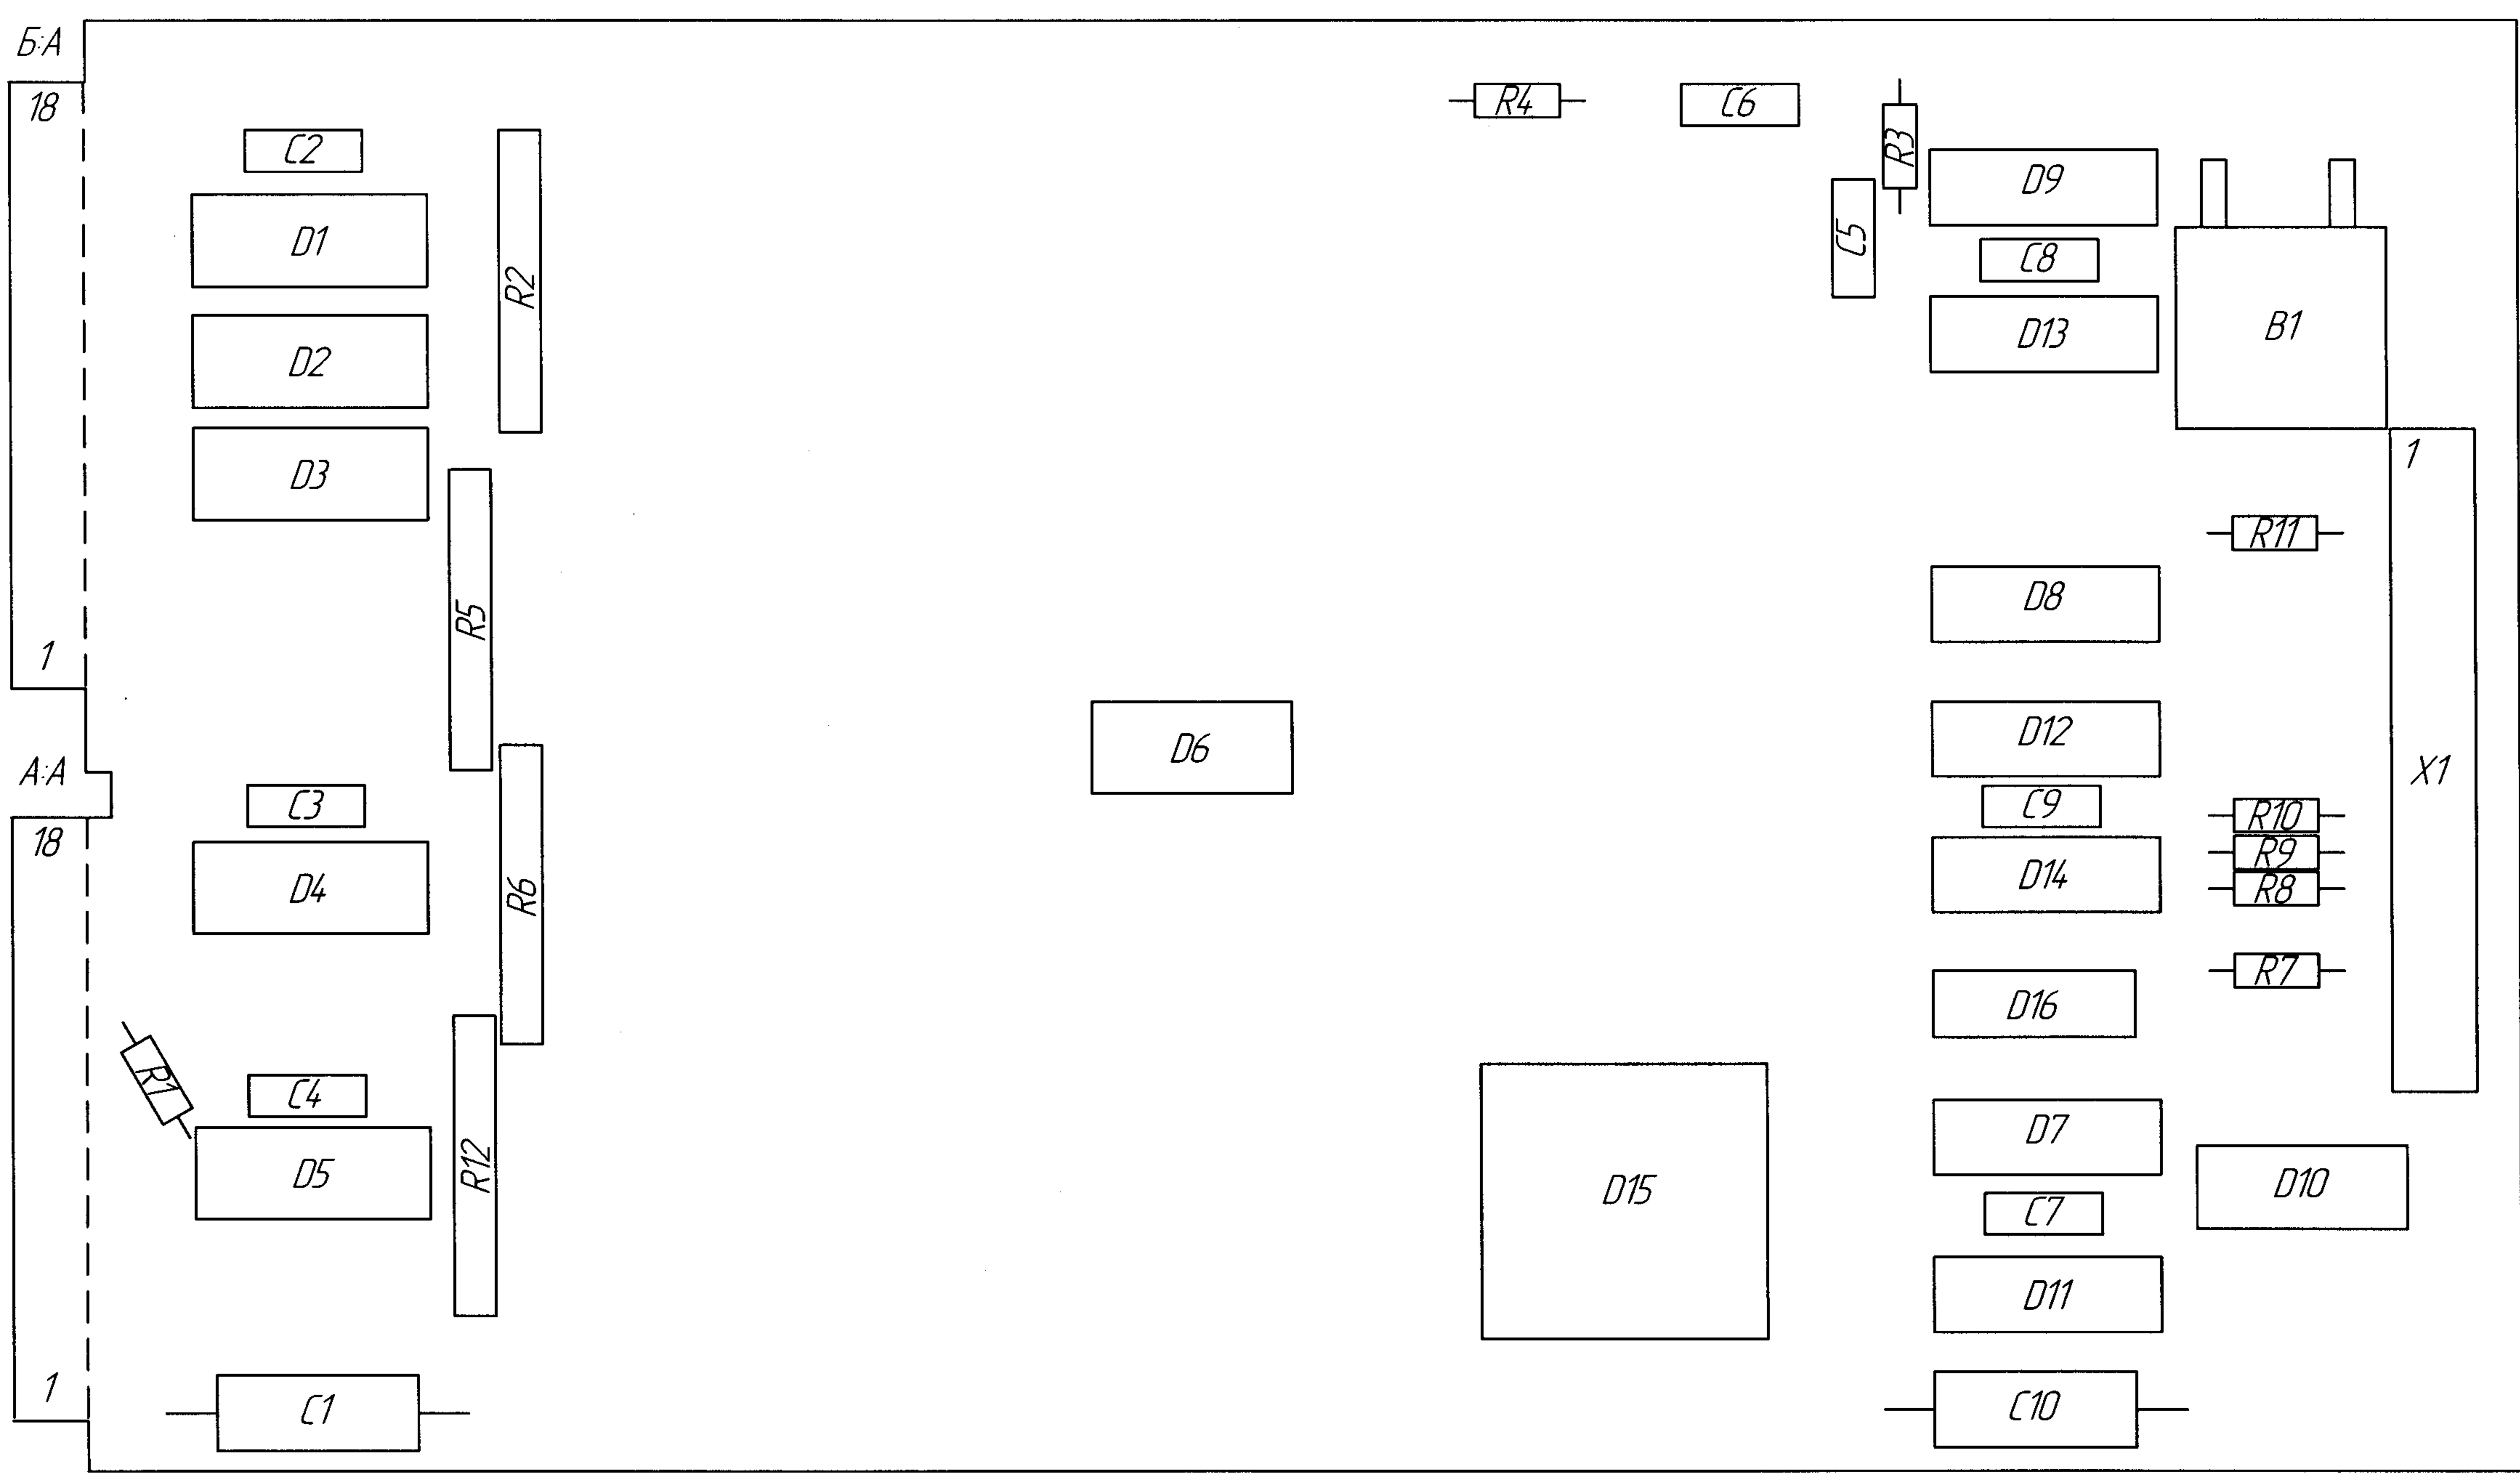 Б:А
18
R4
C6
R3
C2
D9
D1
C5
C8
R2
D13
B1
D2
1
D3
R11
D8
R5
1
D12
D6
X1
А:А
C3
C9
R10
18
R9
D14
R8
D4
R6
R7
D16
R1
C4
D7
D5
R12
D15
D10
C7
D11
1
C1
C10